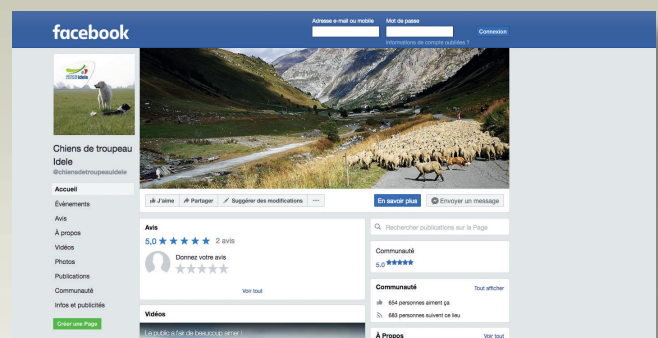 facebook
Adresse e-mail ou mobile
Mot de passe
Connexion
Informations de compte oubliées ?
idele
Chiens de troupeau
Idele
@chiensdetroupeauidele
Accueil
Évènements
Avis
À propos
Vidéos
Photos
Publications
Communauté
Infos et publicités
Créer une Page
J'aime Partager Suggérer des modifications ...
En savoir plus Envoyer un message
Avis
5,0 ★ ★ ★ ★ ★ 2 avis
Donnez votre avis
Voir tout
Vidéos
Le public a l'air de beaucoup aimer !
Rechercher publications sur la Page
Communauté
5.0 ★★★★★
Communauté Tout afficher
654 personnes aiment ça
683 personnes suivent ce lieu
À Propos Voir tout